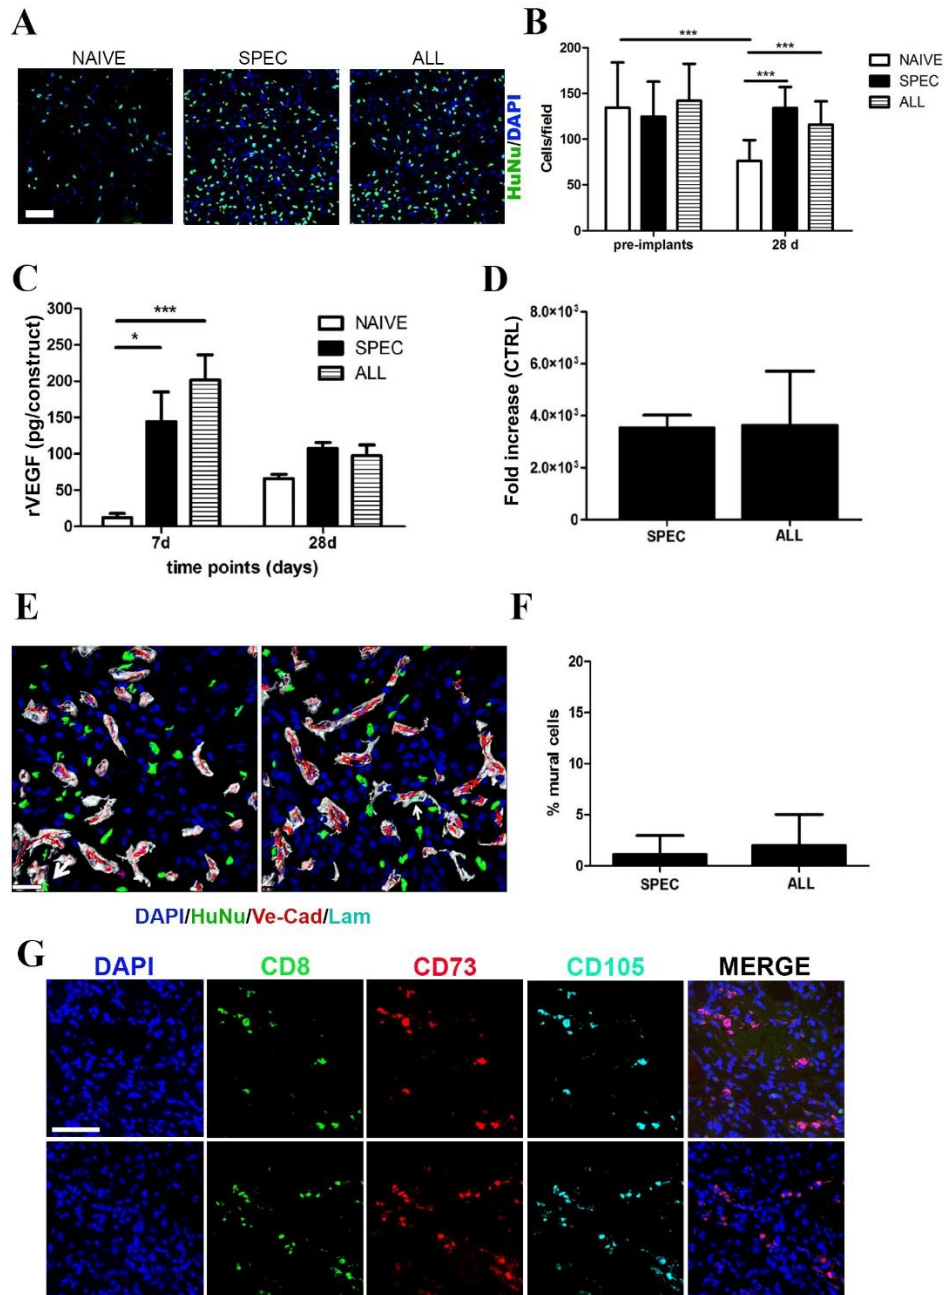 A
NAIVE
SPEC
ALL
HuNu/DAPI
B
200
150
100
50
0
Cells/field
***
***
***
NAIVE
SPEC
ALL
pre-implants
28 d
C
300
250
200
150
100
50
0
rVEGF (pg/construct)
***
*
NAIVE
SPEC
ALL
7d
28d
time points (days)
D
8.0×10³
6.0×10³
4.0×10³
2.0×10³
0
Fold increase (CTRL)
SPEC
ALL
E
DAPI/HuNu/Ve-Cad/Lam
F
20
15
10
5
0
% mural cells
SPEC
ALL
G
DAPI
CD8
CD73
CD105
MERGE